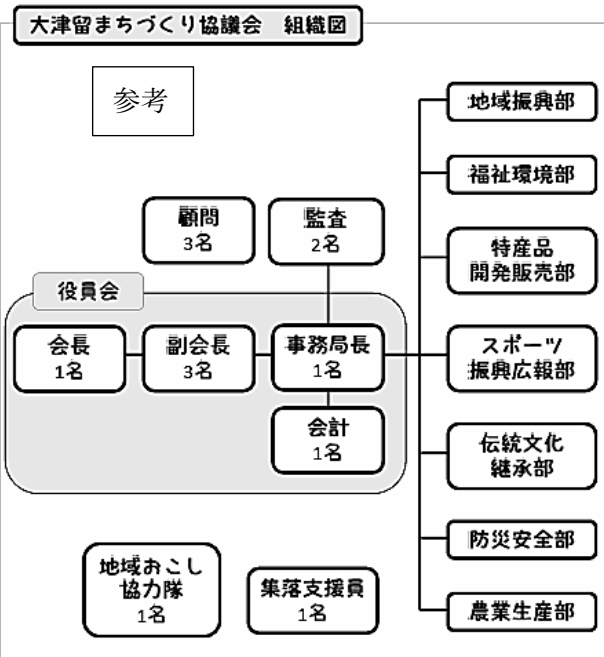 大津留まちづくり協議会　組織図
参考
顧問
3名
監査
2名
役員会
会長
1名
副会長
3名
事務局長
1名
会計
1名
地域おこし
協力隊
1名
集落支援員
1名
地域振興部
福祉環境部
特産品
開発販売部
スポーツ
振興広報部
伝統文化
継承部
防災安全部
農業生産部